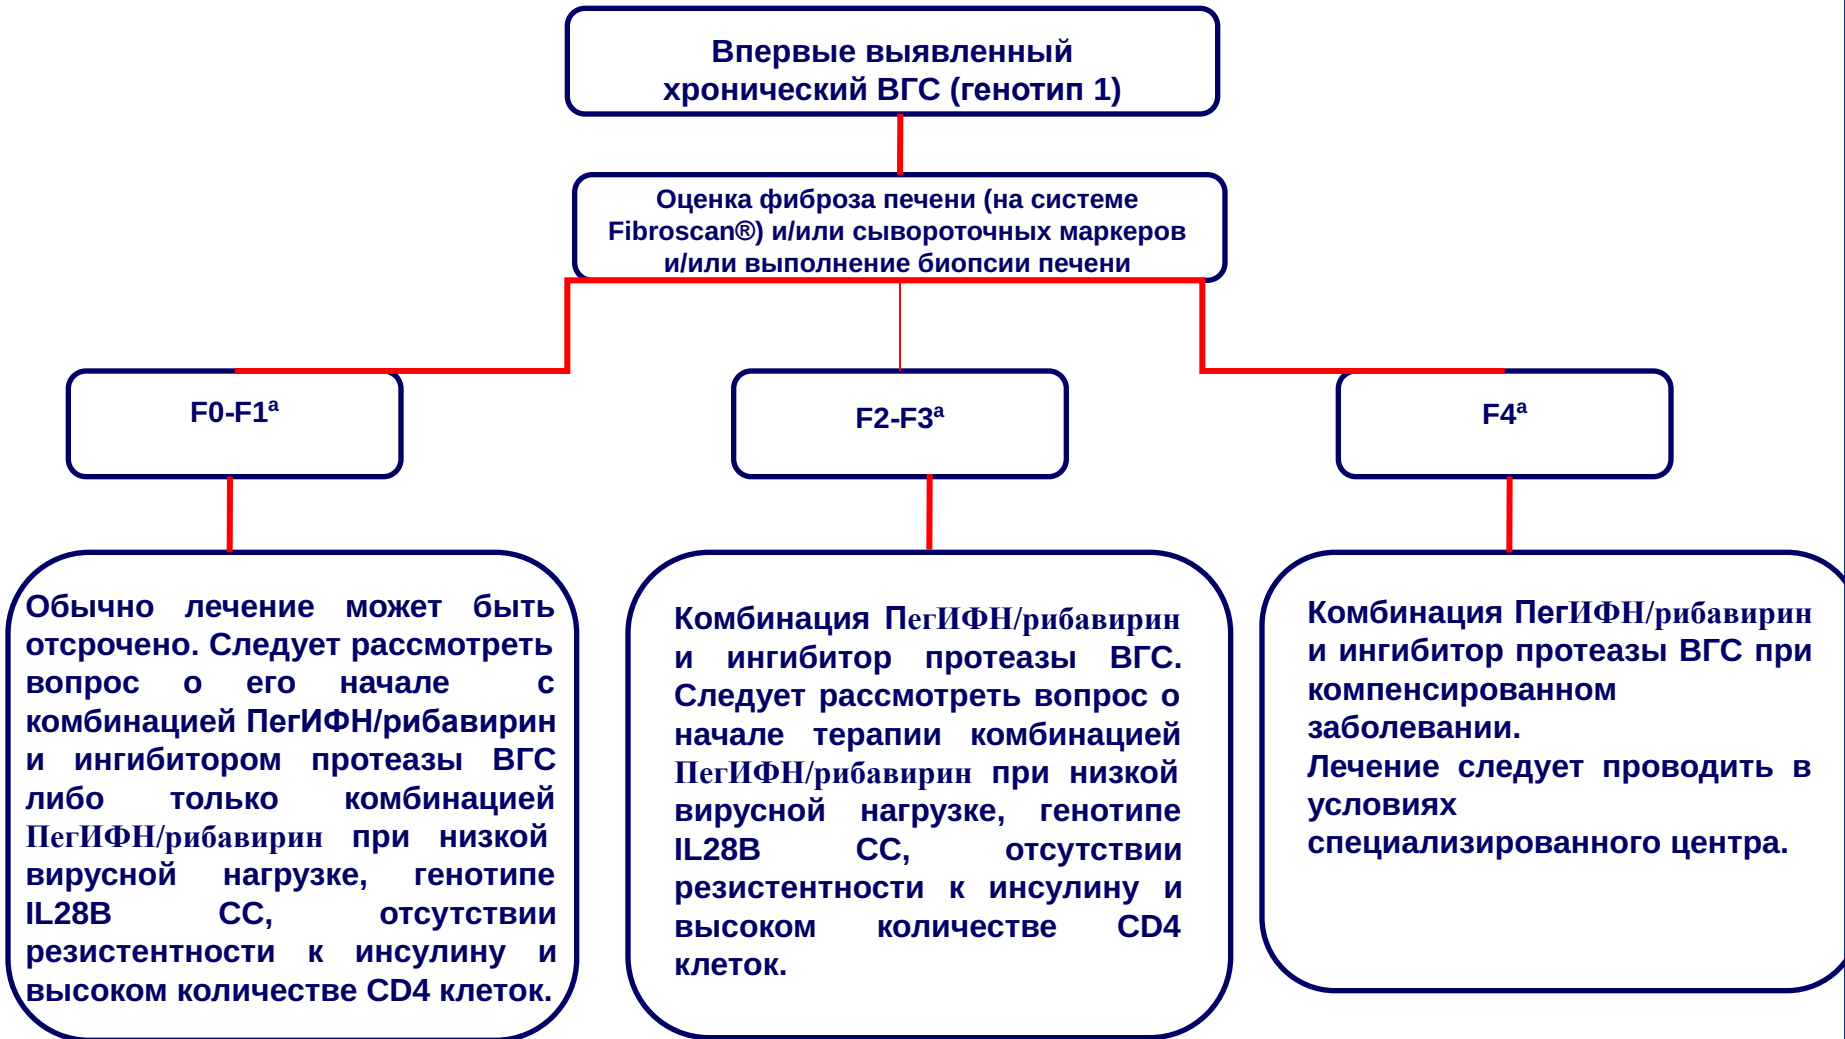 Впервые выявленный
хронический ВГС (генотип 1)
Оценка фиброза печени (на системе
Fibroscan®) и/или сывороточных маркеров
и/или выполнение биопсии печени
F0-F1ª
F2-F3ª
F4ª
Обычно лечение может быть
отсрочено. Следует рассмотреть
вопрос о его начале с
комбинацией ПегИФН/рибавирин
и ингибитором протеазы ВГС
либо только комбинацией
ПегИФН/рибавирин при низкой
вирусной нагрузке, генотипе
IL28B CC, отсутствии
резистентности к инсулину и
высоком количестве CD4 клеток.
Комбинация ПегИФН/рибавирин
и ингибитор протеазы ВГС.
Следует рассмотреть вопрос о
начале терапии комбинацией
ПегИФН/рибавирин при низкой
вирусной нагрузке, генотипе
IL28B CC, отсутствии
резистентности к инсулину и
высоком количестве CD4
клеток.
Комбинация ПегИФН/рибавирин
и ингибитор протеазы ВГС при
компенсированном
заболевании.
Лечение следует проводить в
условиях
специализированного центра.